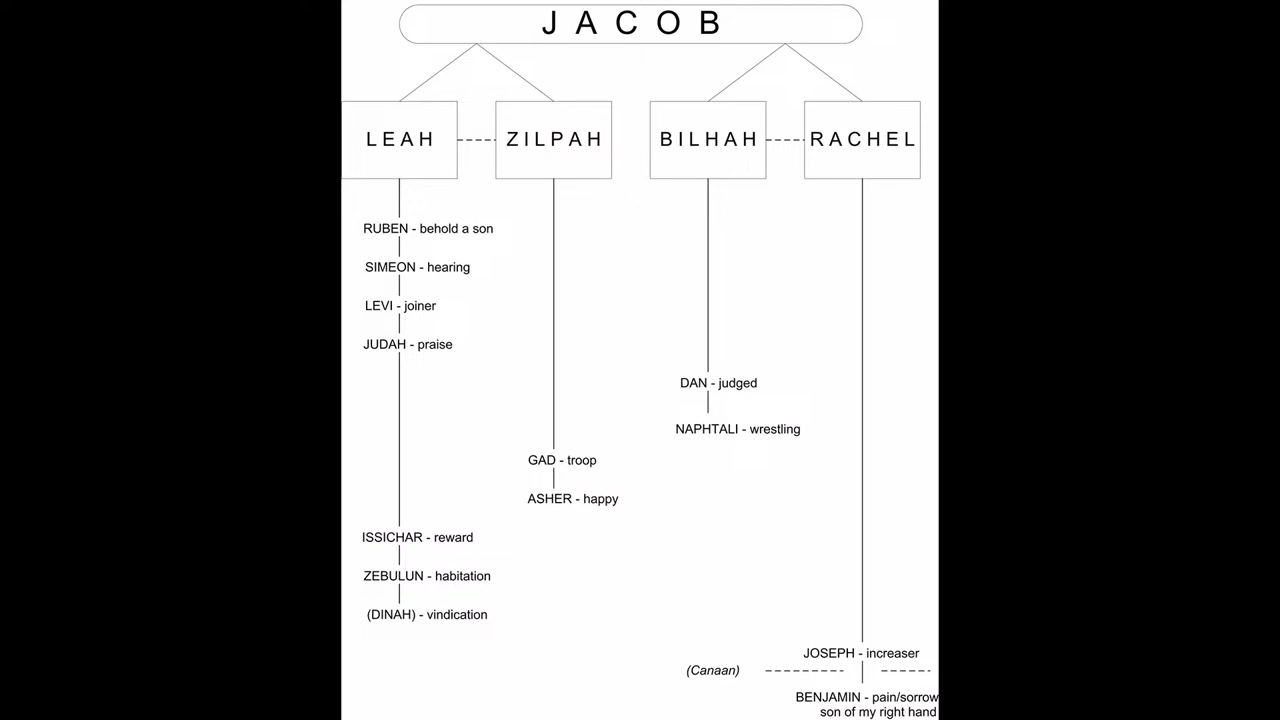 J A C O B
LEAH
ZILPAH
BILHAH
RACHEL
RUBEN - behold a son
SIMEON - hearing
LEVI - joiner
JUDAH - praise
DAN - judged
NAPHTALI - wrestling
GAD - troop
ASHER - happy
ISSICHAR - reward
ZEBULUN - habitation
(DINAH) - vindication
JOSEPH - increaser
(Canaan)
BENJAMIN - pain/sorrow
son of my right hand